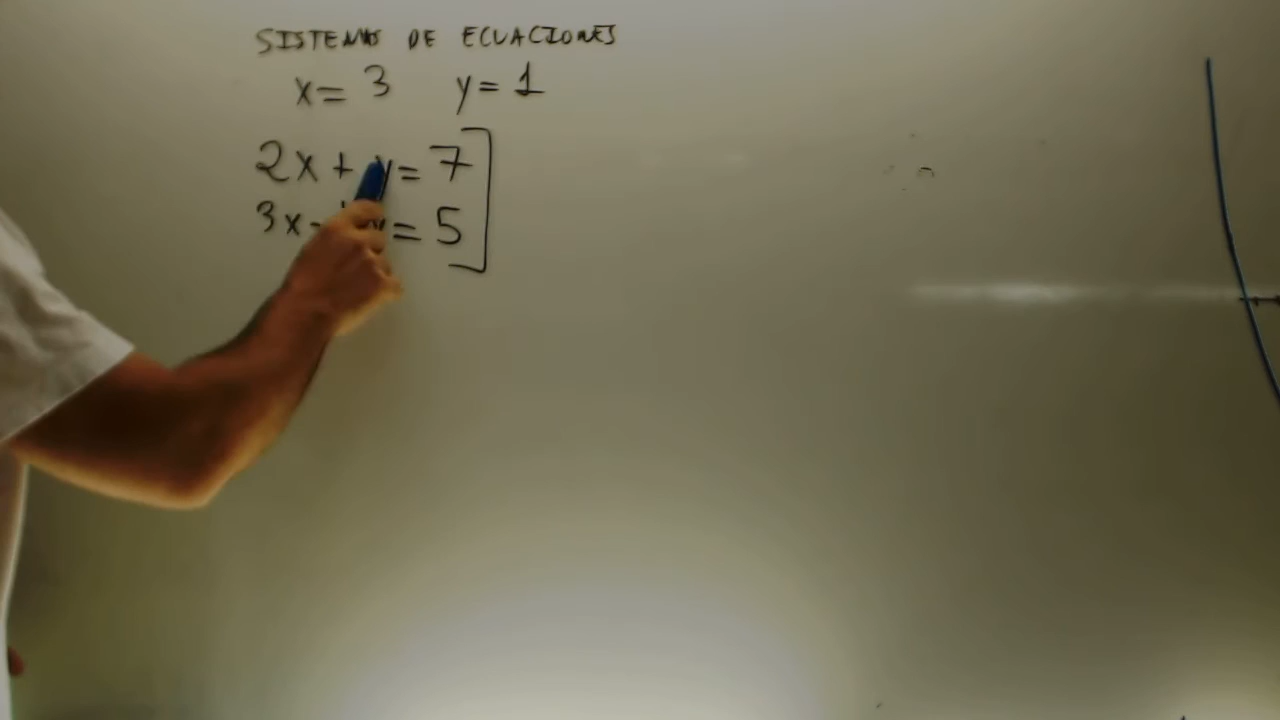 SISTEMAS DE ECUACIONES
x= 3 y= 1
2x + y= 7
3x - y = 5